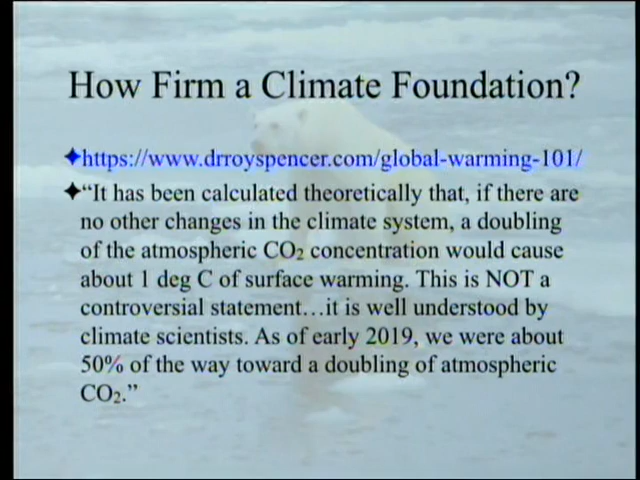 How Firm a Climate Foundation?
✦https://www.drroyspencer.com/global-warming-101/
✦“It has been calculated theoretically that, if there are
no other changes in the climate system, a doubling
of the atmospheric CO₂ concentration would cause
about 1 deg C of surface warming. This is NOT a
controversial statement…it is well understood by
climate scientists. As of early 2019, we were about
50% of the way toward a doubling of atmospheric
CO₂.”